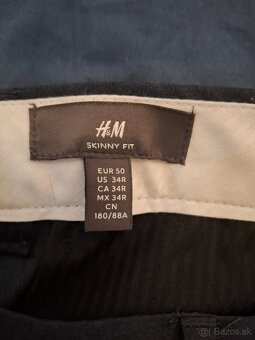 H&M
SKINNY FIT
EUR 50
US 34R
CA 34R
MX 34R
CN
180/88A
Bazos.sk